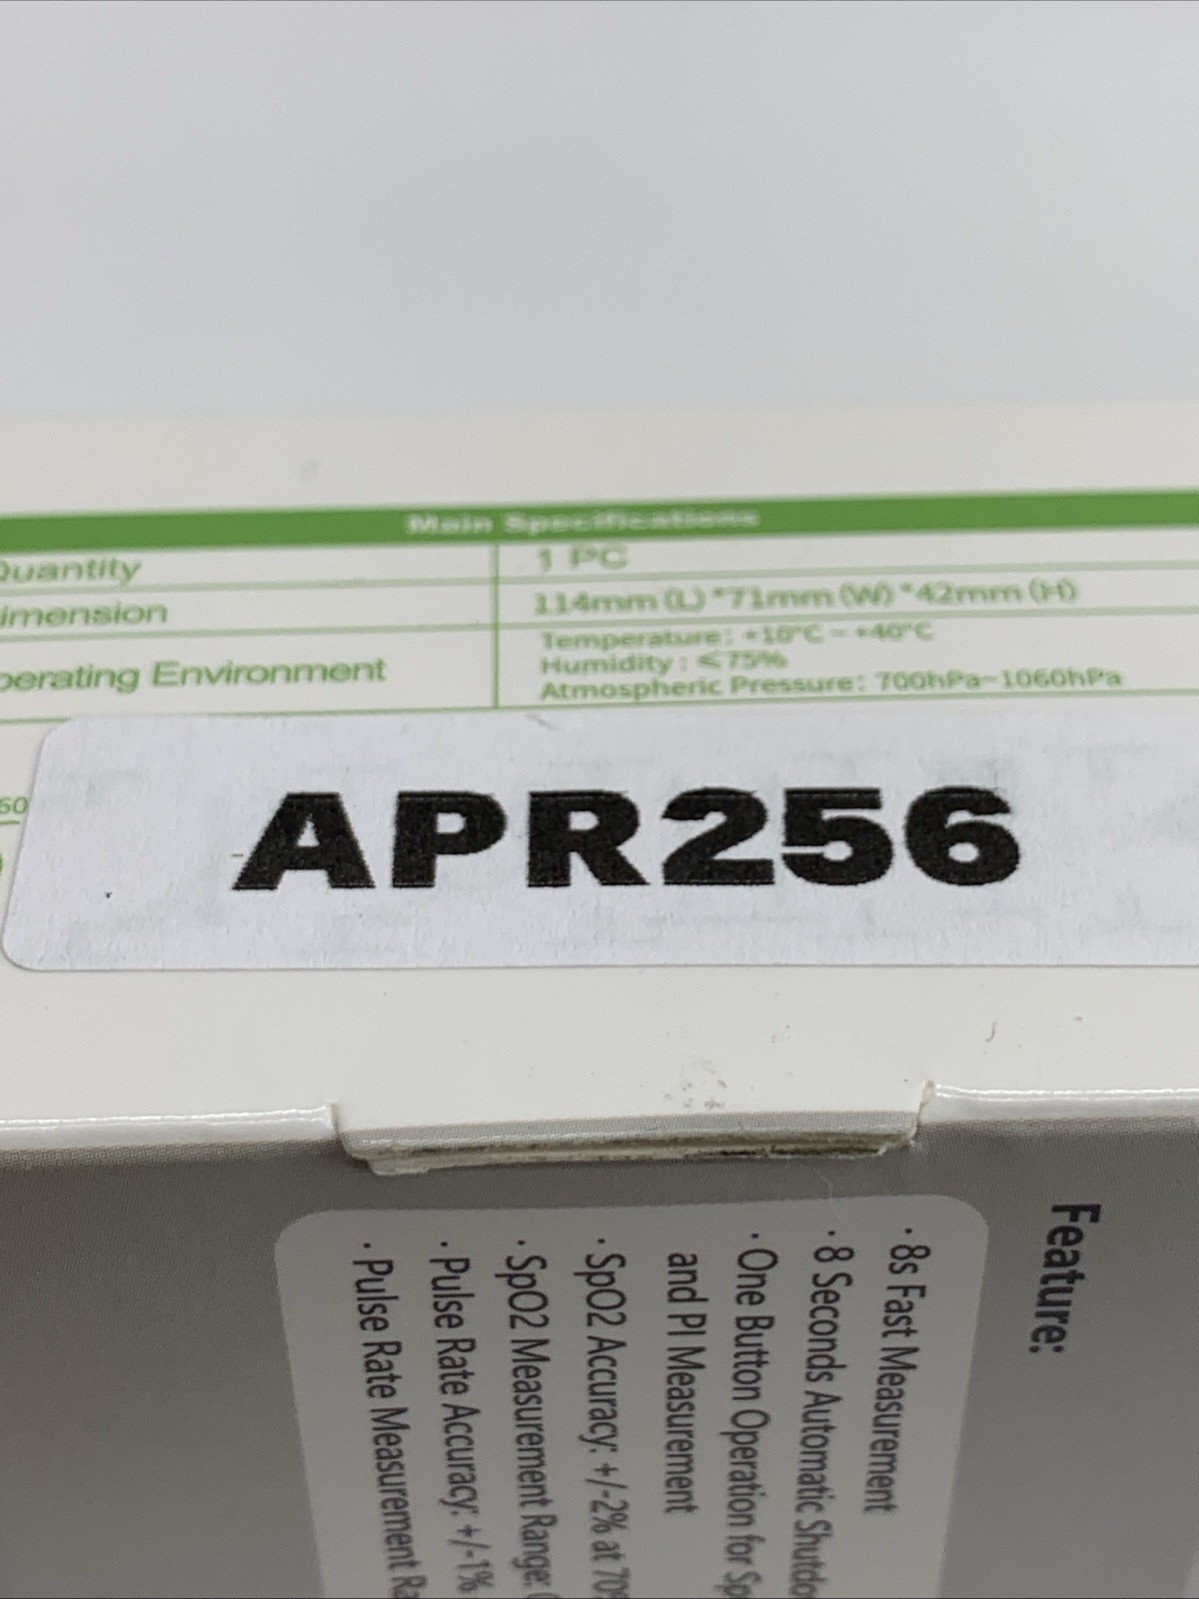 Main Specifications
Quantity 1 PC
imension 114mm (L) *71mm (W) *42mm (H)
perating Environment Temperature: +10°C ~ +40°C
Humidity : ≤75%
Atmospheric Pressure: 700hPa~1060hPa
60
APR256
Feature:
· 8s Fast Measurement
· 8 Seconds Automatic Shutdo
· One Button Operation for Sp
and PI Measurement
· SpO2 Accuracy: +/-2% at 70%
· SpO2 Measurement Range:
· Pulse Rate Accuracy: +/-1%
· Pulse Rate Measurement Ra